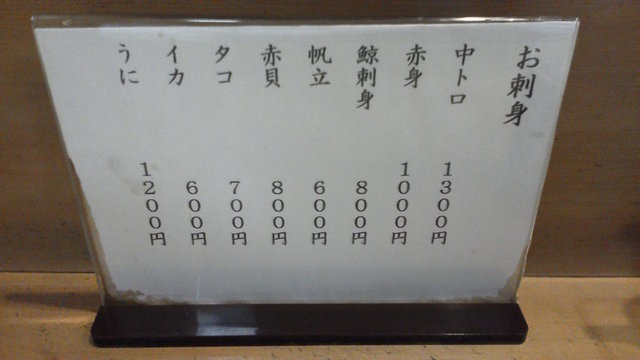 お刺身
中トロ 1300円
赤身 1000円
鯨刺身 800円
帆立 600円
赤貝 800円
タコ 700円
イカ 600円
うに 1200円